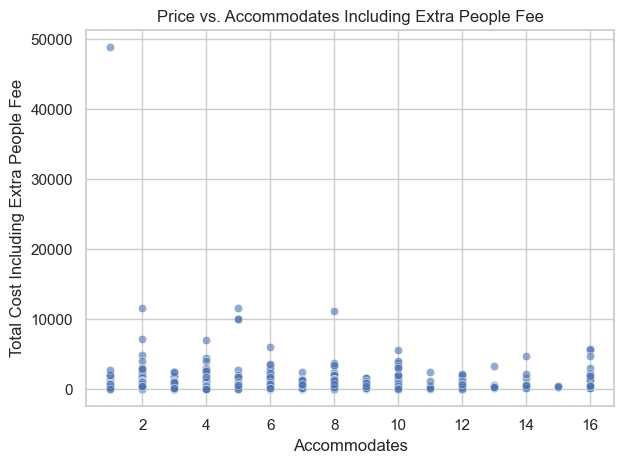 Price vs. Accommodates Including Extra People Fee
50000
40000
30000
20000
10000
0
Total Cost Including Extra People Fee
2 4 6 8 10 12 14 16
Accommodates